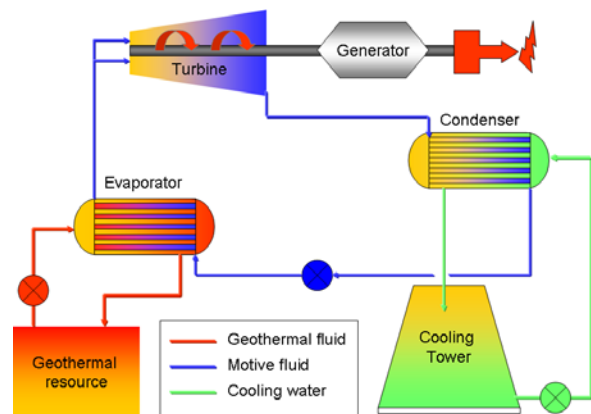 Generator
Turbine
Condenser
Evaporator
Geothermal
resource
Geothermal fluid
Motive fluid
Cooling water
Cooling
Tower